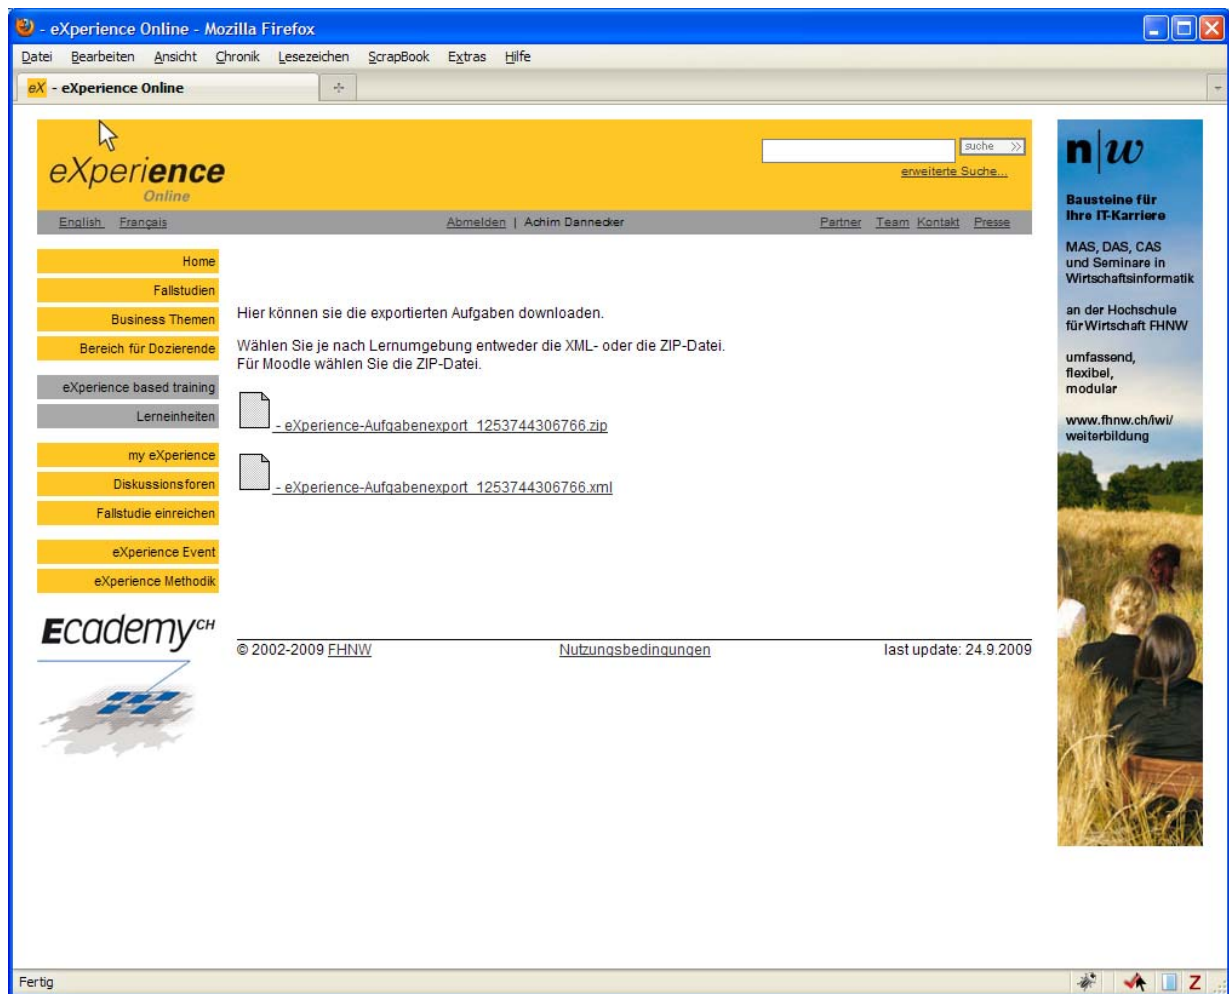 - eXperience Online - Mozilla Firefox
Datei Bearbeiten Ansicht Chronik Lesezeichen ScrapBook Extras Hilfe
eX - eXperience Online
eXperience
Online
suche >>
erweiterte Suche...
English Français Abmelden | Achim Dannecker Partner Team Kontakt Presse
Home
Fallstudien
Business Themen
Bereich für Dozierende
eXperience based training
Lerneinheiten
my eXperience
Diskussionsforen
Fallstudie einreichen
eXperience Event
eXperience Methodik
Ecademy CH
Hier können sie die exportierten Aufgaben downloaden.
Wählen Sie je nach Lernumgebung entweder die XML- oder die ZIP-Datei.
Für Moodle wählen Sie die ZIP-Datei.
- eXperience-Aufgabenexport_1253744306766.zip
- eXperience-Aufgabenexport_1253744306766.xml
© 2002-2009 FHNW Nutzungsbedingungen last update: 24.9.2009
n|w
Bausteine für
Ihre IT-Karriere
MAS, DAS, CAS
und Seminare in
Wirtschaftsinformatik
an der Hochschule
für Wirtschaft FHNW
umfassend,
flexibel,
modular
www.fhnw.ch/iwi/
weiterbildung
Fertig
Z